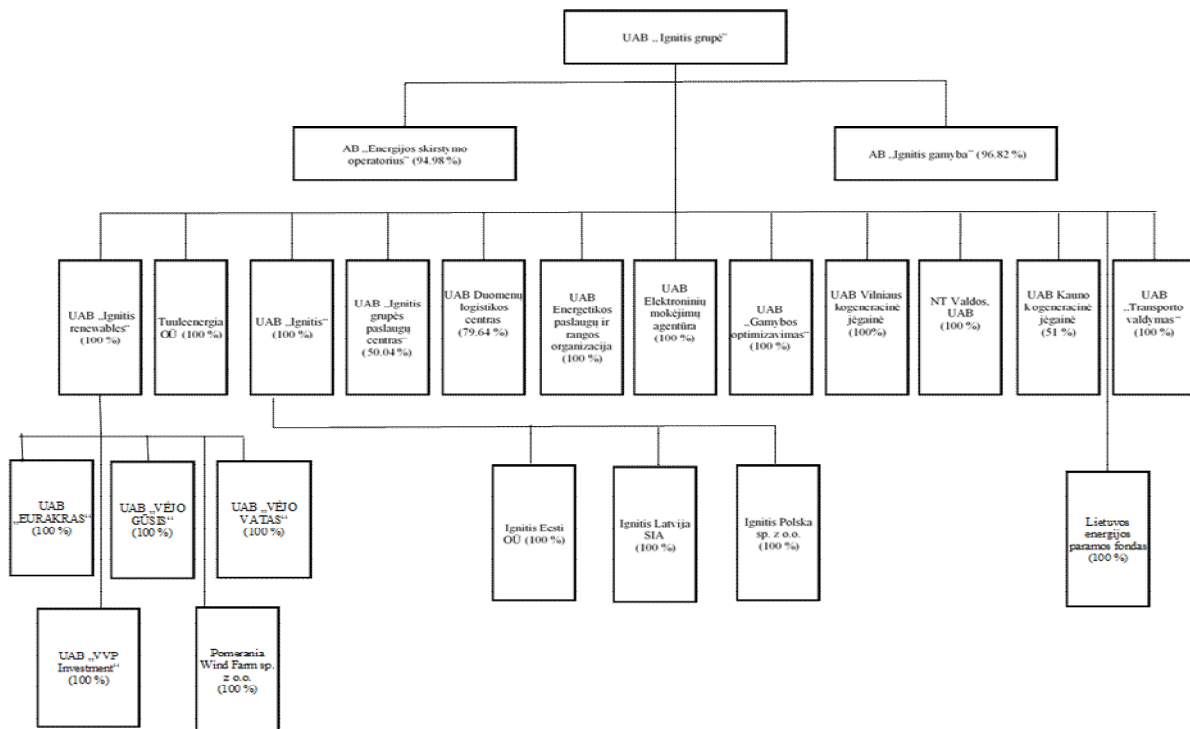 UAB „ Ignitis grupė“
AB „Energijos skirstymo
operatorius“ (94.98 %)
AB „Ignitis gamyba“ (96.82 %)
UAB „Ignitis
renewables“
(100 %)
Tuuleenergia
OÜ (100 %)
UAB „Ignitis“
(100 %)
UAB „Ignitis
grupės
paslaugų
centras“
(50.04 %)
UAB Duomenų
logistikos
centras
(79.64 %)
UAB
Energetikos
paslaugų ir
rangos
organizacija
(100 %)
UAB
Elektroninių
mokėjimų
agentūra
(100 %)
UAB
„Gamybos
optimizavimas“
(100 %)
UAB Vilniaus
kogeneracinė
jėgainė
(100%)
NT Valdos,
UAB
(100 %)
UAB Kauno
kogeneracinė
jėgainė
(51 %)
UAB
„Transporto
valdymas“
(100 %)
UAB
„EURAKRAS“
(100 %)
UAB „VĖJO
GŪSIS“
(100 %)
UAB „VĖJO
VATAS“
(100 %)
Ignitis Eesti
OÜ (100 %)
Ignitis Latvija
SIA
(100 %)
Ignitis Polska
sp. z o.o.
(100 %)
Lietuvos
energijos
paramos fondas
(100 %)
UAB „VVP
Investment“
(100 %)
Pomerania
Wind Farm sp.
z o.o.
(100 %)